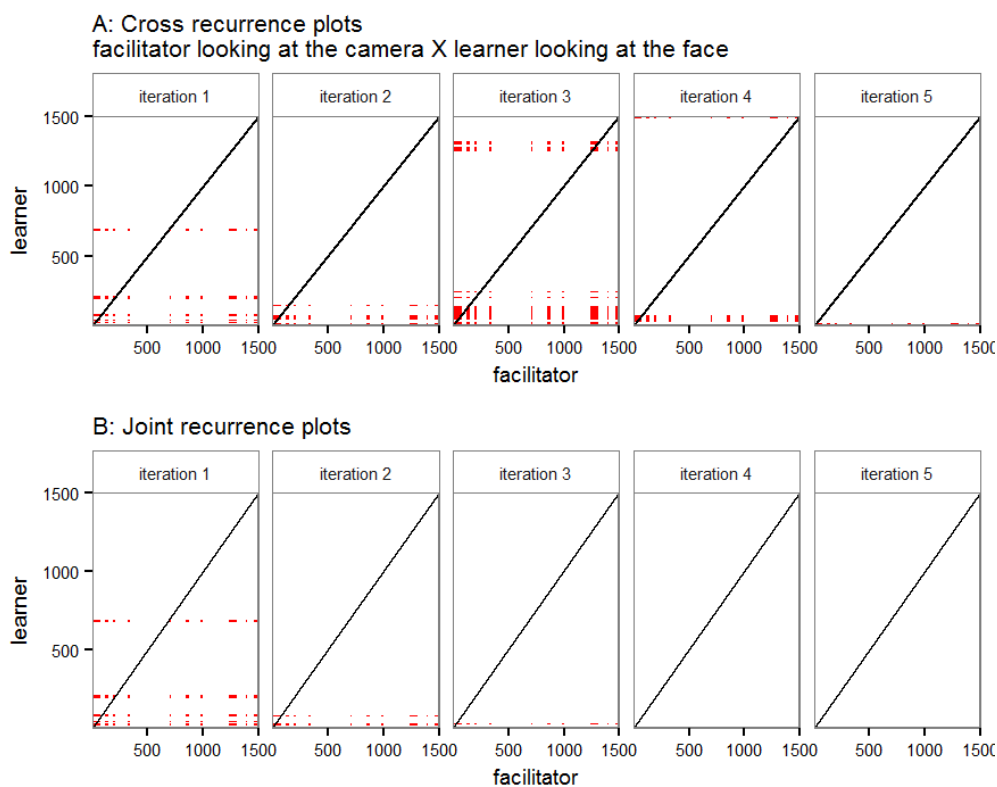 A: Cross recurrence plots
facilitator looking at the camera X learner looking at the face
iteration 1 iteration 2 iteration 3 iteration 4 iteration 5
1500
1000
500
learner
500 1000 1500 500 1000 1500 500 1000 1500 500 1000 1500 500 1000 1500
facilitator
B: Joint recurrence plots
iteration 1 iteration 2 iteration 3 iteration 4 iteration 5
1500
1000
500
learner
500 1000 1500 500 1000 1500 500 1000 1500 500 1000 1500 500 1000 1500
facilitator